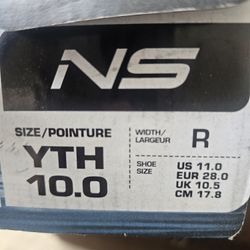 NS
SIZE/POINTURE
YTH
10.0
WIDTH/
LARGEUR
R
SHOE
SIZE
US 11.0
EUR 28.0
UK 10.5
CM 17.8